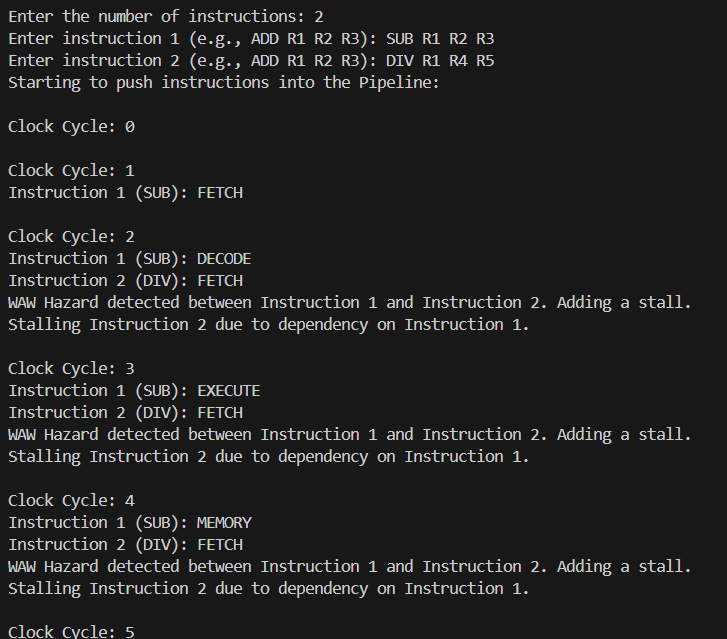 Enter the number of instructions: 2
Enter instruction 1 (e.g., ADD R1 R2 R3): SUB R1 R2 R3
Enter instruction 2 (e.g., ADD R1 R2 R3): DIV R1 R4 R5
Starting to push instructions into the Pipeline:
Clock Cycle: 0
Clock Cycle: 1
Instruction 1 (SUB): FETCH
Clock Cycle: 2
Instruction 1 (SUB): DECODE
Instruction 2 (DIV): FETCH
WAW Hazard detected between Instruction 1 and Instruction 2. Adding a stall.
Stalling Instruction 2 due to dependency on Instruction 1.
Clock Cycle: 3
Instruction 1 (SUB): EXECUTE
Instruction 2 (DIV): FETCH
WAW Hazard detected between Instruction 1 and Instruction 2. Adding a stall.
Stalling Instruction 2 due to dependency on Instruction 1.
Clock Cycle: 4
Instruction 1 (SUB): MEMORY
Instruction 2 (DIV): FETCH
WAW Hazard detected between Instruction 1 and Instruction 2. Adding a stall.
Stalling Instruction 2 due to dependency on Instruction 1.
Clock Cycle: 5